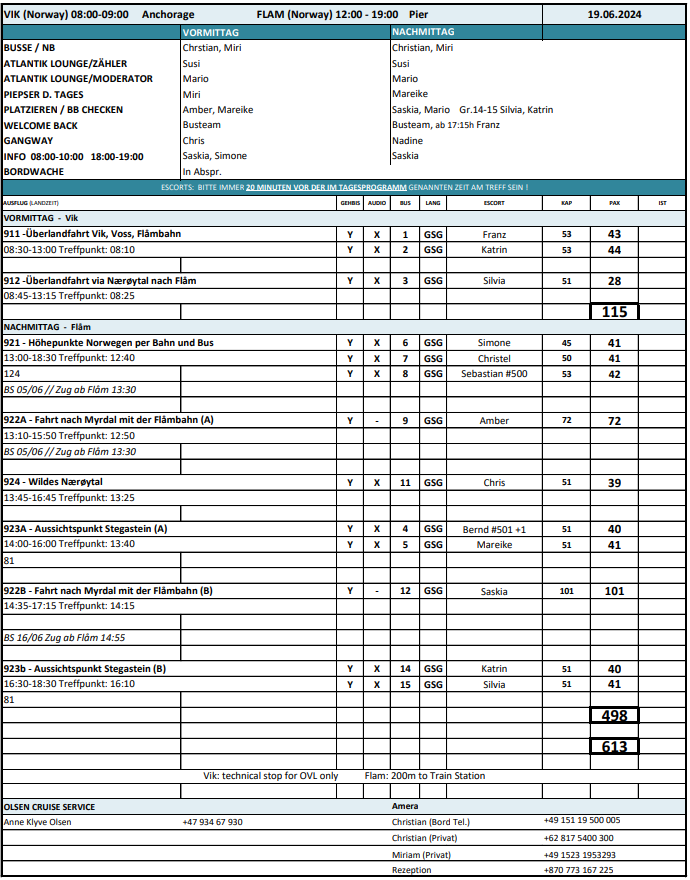 VIK (Norway) 08:00-09:00 Anchorage FLAM (Norway) 12:00 - 19:00 Pier 19.06.2024
VORMITTAG NACHMITTAG
BUSSE / NB Chrstian, Miri Christian, Miri
ATLANTIK LOUNGE/ZÄHLER Susi Susi
ATLANTIK LOUNGE/MODERATOR Mario Mario
PIEPSER D. TAGES Miri Mareike
PLATZIEREN / BB CHECKEN Amber, Mareike Saskia, Mario Gr.14-15 Silvia, Katrin
WELCOME BACK Busteam Busteam, ab 17:15h Franz
GANGWAY Chris Nadine
INFO 08:00-10:00 18:00-19:00 Saskia, Simone Saskia
BORDWACHE In Abspr.
ESCORTS: BITTE IMMER 20 MINUTEN VOR DER IM TAGESPROGRAMM GENANNTEN ZEIT AM TREFF SEIN !
AUSFLUG (LANDZEIT) GEHBIS AUDIO BUS LANG ESCORT KAP PAX IST
VORMITTAG - Vik
911 -Überlandfahrt Vik, Voss, Flåmbahn Y X 1 GSG Franz 53 43
08:30-13:00 Treffpunkt: 08:10 Y X 2 GSG Katrin 53 44
912 -Überlandfahrt via Nærøytal nach Flåm Y X 3 GSG Silvia 51 28
08:45-13:15 Treffpunkt: 08:25
115
NACHMITTAG - Flåm
921 - Höhepunkte Norwegen per Bahn und Bus Y X 6 GSG Simone 45 41
13:00-18:30 Treffpunkt: 12:40 Y X 7 GSG Christel 50 41
124 Y X 8 GSG Sebastian #500 53 42
BS 05/06 // Zug ab Flåm 13:30
922A - Fahrt nach Myrdal mit der Flåmbahn (A) Y - 9 GSG Amber 72 72
13:10-15:50 Treffpunkt: 12:50
BS 05/06 // Zug ab Flåm 13:30
924 - Wildes Nærøytal Y X 11 GSG Chris 51 39
13:45-16:45 Treffpunkt: 13:25
923A - Aussichtspunkt Stegastein (A) Y X 4 GSG Bernd #501 +1 51 40
14:00-16:00 Treffpunkt: 13:40 Y X 5 GSG Mareike 51 41
81
922B - Fahrt nach Myrdal mit der Flåmbahn (B) Y - 12 GSG Saskia 101 101
14:35-17:15 Treffpunkt: 14:15
BS 16/06 Zug ab Flåm 14:55
923b - Aussichtspunkt Stegastein (B) Y X 14 GSG Katrin 51 40
16:30-18:30 Treffpunkt: 16:10 Y X 15 GSG Silvia 51 41
81
498
613
Vik: technical stop for OVL only Flam: 200m to Train Station
OLSEN CRUISE SERVICE Amera
Anne Klyve Olsen +47 934 67 930 Christian (Bord Tel.) +49 151 19 500 005
Christian (Privat) +62 817 5400 300
Miriam (Privat) +49 1523 1953293
Rezeption +870 773 167 225